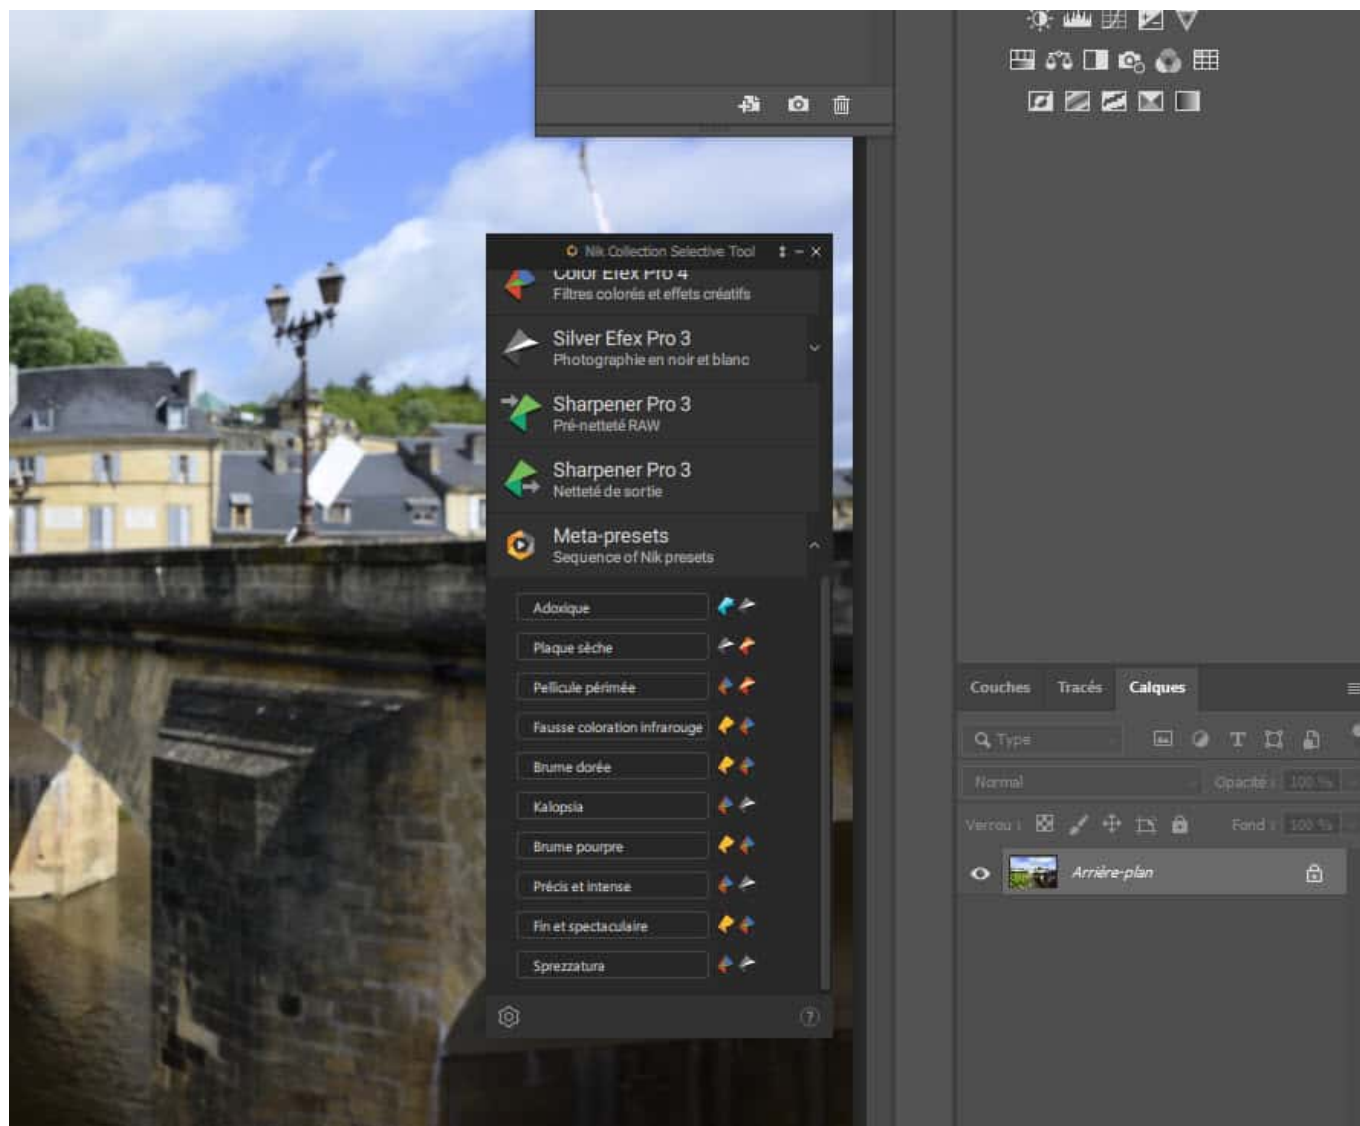 Nik Collection Selective Tool
Color Efex Pro 4
Filtres colorés et effets créatifs
Silver Efex Pro 3
Photographie en noir et blanc
Sharpener Pro 3
Pré-netteté RAW
Sharpener Pro 3
Netteté de sortie
Meta-presets
Sequence of Nik presets
Adoxique
Plaque sèche
Pellicule périmée
Fausse coloration infrarouge
Brume dorée
Kalopsia
Brume pourpre
Précis et intense
Fin et spectaculaire
Sprezzatura
?
Couches Tracés Calques
Type T
Normal Opacité : 100 %
Verrou : Fond : 100 %
Arrière-plan